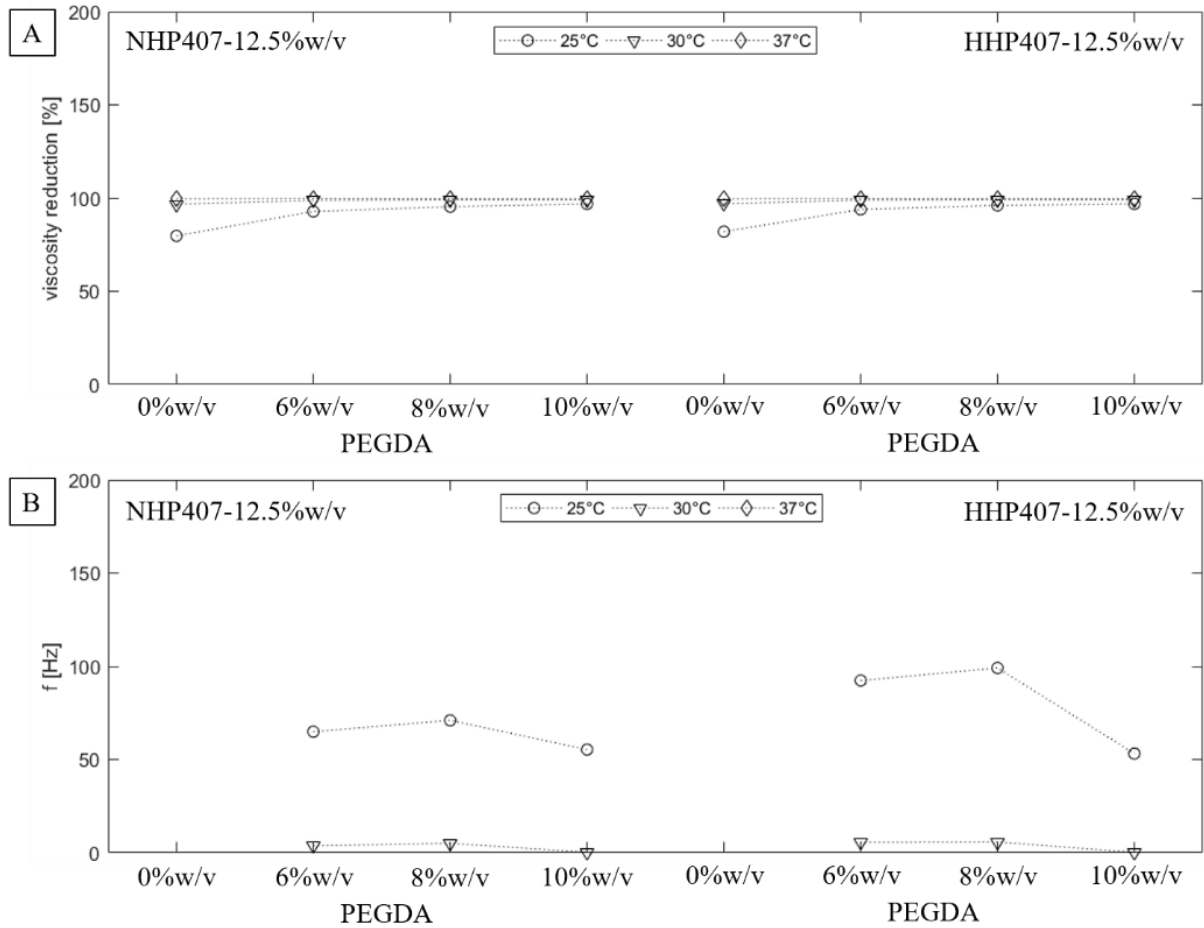 A
NHP407-12.5%w/v
25°C 30°C 37°C
HHP407-12.5%w/v
viscosity reduction [%]
200
150
100
50
0
0%w/v 6%w/v 8%w/v 10%w/v 0%w/v 6%w/v 8%w/v 10%w/v
PEGDA PEGDA
B
NHP407-12.5%w/v
25°C 30°C 37°C
HHP407-12.5%w/v
f [Hz]
200
150
100
50
0
0%w/v 6%w/v 8%w/v 10%w/v 0%w/v 6%w/v 8%w/v 10%w/v
PEGDA PEGDA